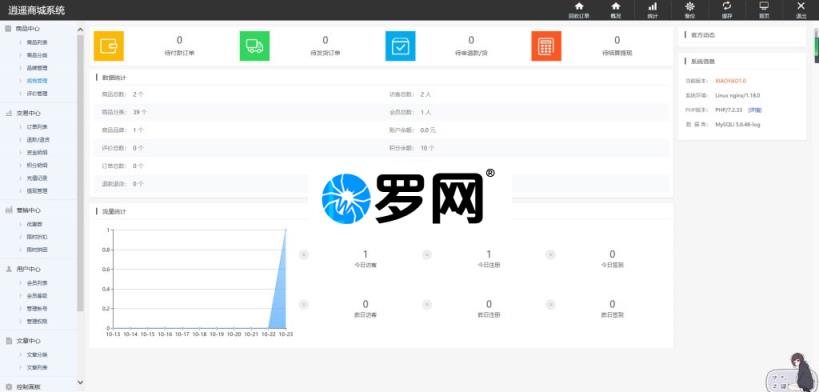 逍遥商城系统
回收订单 概况 统计 身份 缓存 首页 退出
商品中心
商品列表
商品分类
品牌管理
规格管理
评价管理
交易中心
订单列表
退款/退货
资金明细
积分明细
充值记录
提现管理
营销中心
优惠券
限时折扣
限时拼团
用户中心
会员列表
会员等级
管理账号
管理权限
文章中心
文章分类
文章列表
控制面板
0
待付款订单
0
待发货订单
0
待审退款/货
0
待结算提现
数据统计
商品总数: 2 个 访客总数: 2 人
商品分类: 39 个 会员总数: 1 人
商品品牌: 1 个 账户余额: 0.0 元
评价总数: 0 个 积分余额: 10 个
订单总数: 0 个
退款退货: 0 个
罗网®
流量统计
1
0.8
0.6
0.4
0.2
0
10-13 10-14 10-15 10-16 10-17 10-18 10-19 10-20 10-21 10-22 10-23
1
今日访客
1
今日注册
0
今日签到
0
昨日访客
0
昨日注册
0
昨日签到
官方动态
系统信息
当前版本: XIAOYAO1.0
系统环境: Linux nginx/1.18.0
PHP版本: PHP/7.2.33 [详情]
数 据 库: MySQLi 5.6.48-log